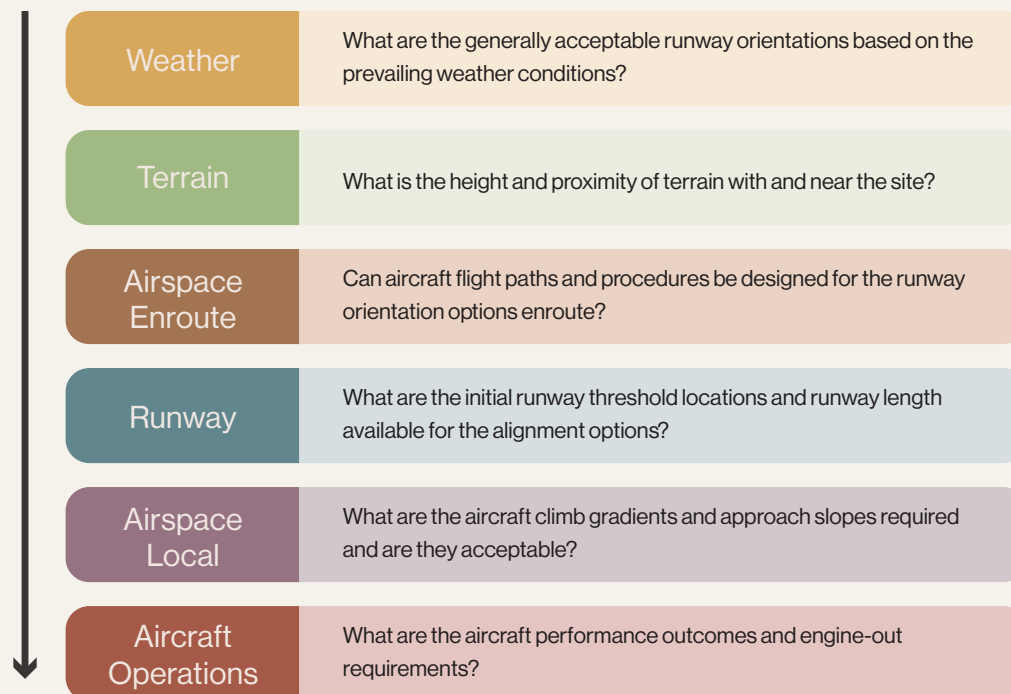 Weather
What are the generally acceptable runway orientations based on the
prevailing weather conditions?
Terrain
What is the height and proximity of terrain with and near the site?
Airspace
Enroute
Can aircraft flight paths and procedures be designed for the runway
orientation options enroute?
Runway
What are the initial runway threshold locations and runway length
available for the alignment options?
Airspace
Local
What are the aircraft climb gradients and approach slopes required
and are they acceptable?
Aircraft
Operations
What are the aircraft performance outcomes and engine-out
requirements?